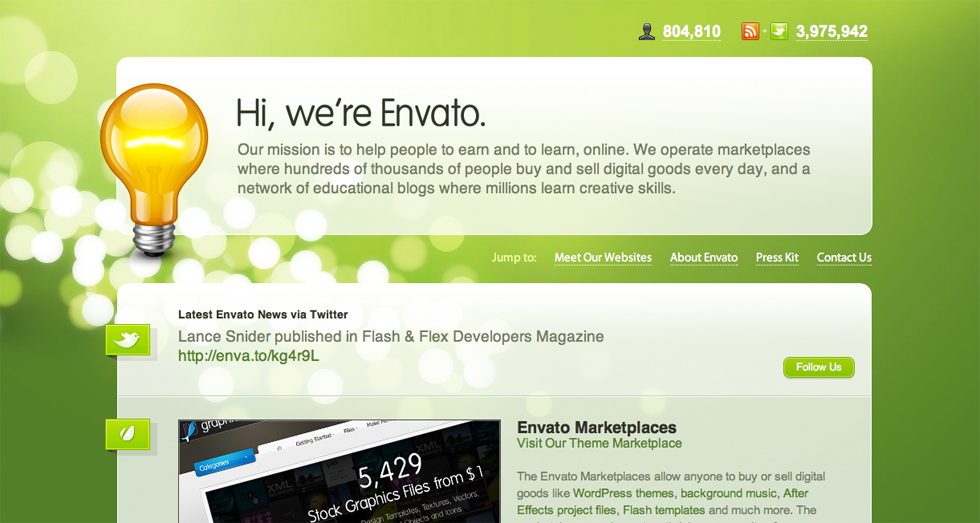 804,810 3,975,942
Hi, we're Envato.
Our mission is to help people to earn and to learn, online. We operate marketplaces
where hundreds of thousands of people buy and sell digital goods every day, and a
network of educational blogs where millions learn creative skills.
Jump to: Meet Our Websites About Envato Press Kit Contact Us
Latest Envato News via Twitter
Lance Snider published in Flash & Flex Developers Magazine
http://enva.to/kg4r9L
Follow Us
Getting Started Files
Categories
XML
5,429
Stock Graphics Files from $1
Design Templates, Textures, Vectors,
Objects and Icons
Envato Marketplaces
Visit Our Theme Marketplace
The Envato Marketplaces allow anyone to buy or sell digital
goods like WordPress themes, background music, After
Effects project files, Flash templates and much more. The